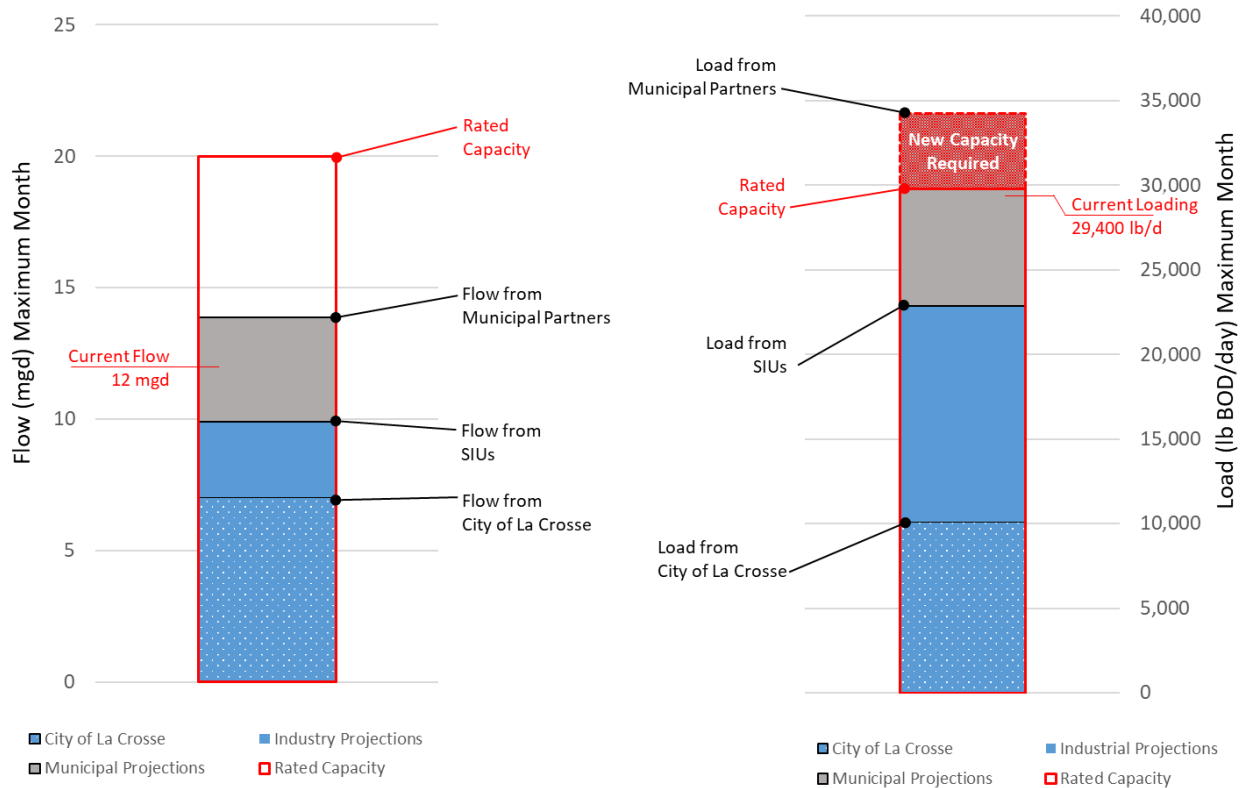 25
20
15
10
5
0
Flow (mgd) Maximum Month
Rated
Capacity
Flow from
Municipal Partners
Current Flow
12 mgd
Flow from
SIUs
Flow from
City of La Crosse
City of La Crosse
Industry Projections
Municipal Projections
Rated Capacity
40,000
35,000
30,000
25,000
20,000
15,000
10,000
5,000
0
Load (lb BOD/day) Maximum Month
Load from
Municipal Partners
New Capacity
Required
Rated
Capacity
Current Loading
29,400 lb/d
Load from
SIUs
Load from
City of La Crosse
City of La Crosse
Industrial Projections
Municipal Projections
Rated Capacity